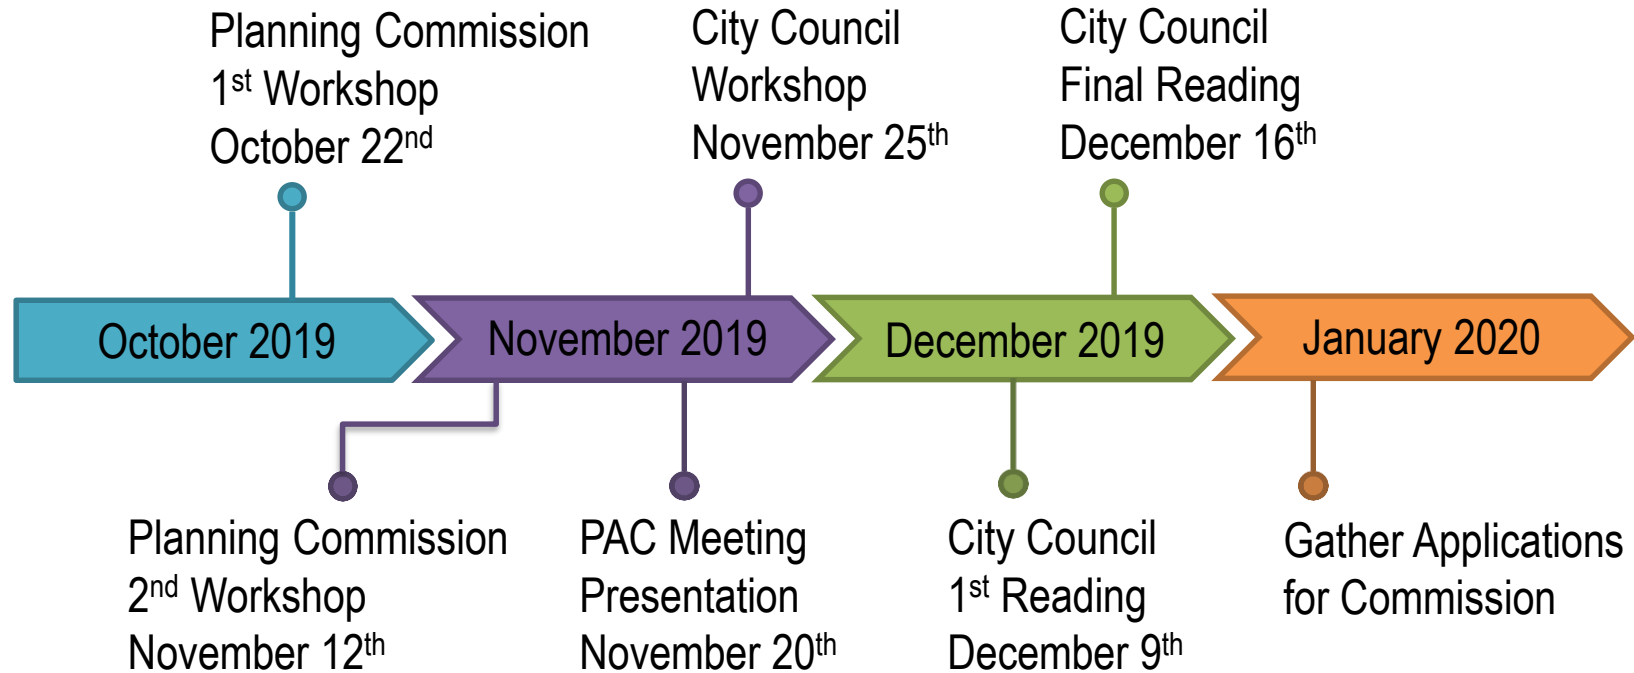 Planning Commission
1st Workshop
October 22nd
City Council
Workshop
November 25th
City Council
Final Reading
December 16th
October 2019
November 2019
December 2019
January 2020
Planning Commission
2nd Workshop
November 12th
PAC Meeting
Presentation
November 20th
City Council
1st Reading
December 9th
Gather Applications
for Commission